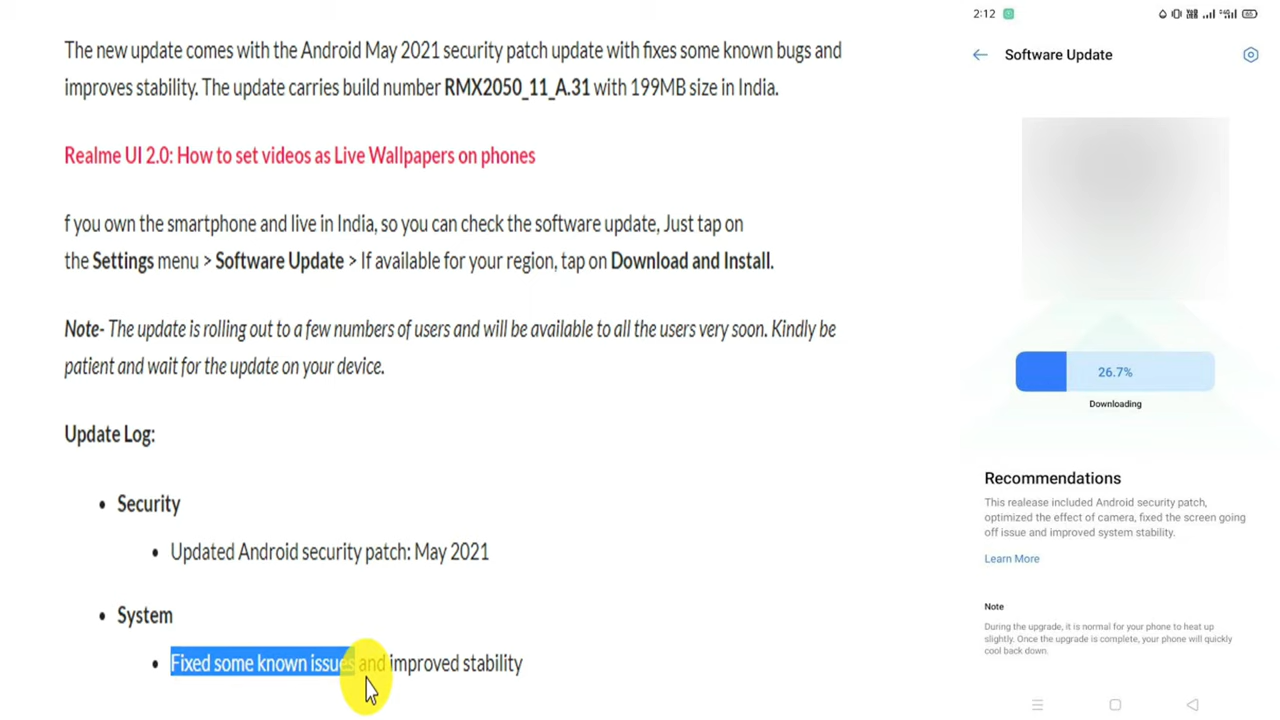 The new update comes with the Android May 2021 security patch update with fixes some known bugs and
improves stability. The update carries build number RMX2050_11_A.31 with 199MB size in India.
Realme UI 2.0: How to set videos as Live Wallpapers on phones
f you own the smartphone and live in India, so you can check the software update, Just tap on
the Settings menu > Software Update > If available for your region, tap on Download and Install.
Note- The update is rolling out to a few numbers of users and will be available to all the users very soon. Kindly be
patient and wait for the update on your device.
Update Log:
• Security
• Updated Android security patch: May 2021
• System
• Fixed some known issues and improved stability
2:12
Software Update
26.7%
Downloading
Recommendations
This realease included Android security patch,
optimized the effect of camera, fixed the screen going
off issue and improved system stability.
Learn More
Note
During the upgrade, it is normal for your phone to heat up
slightly. Once the upgrade is complete, your phone will quickly
cool back down.